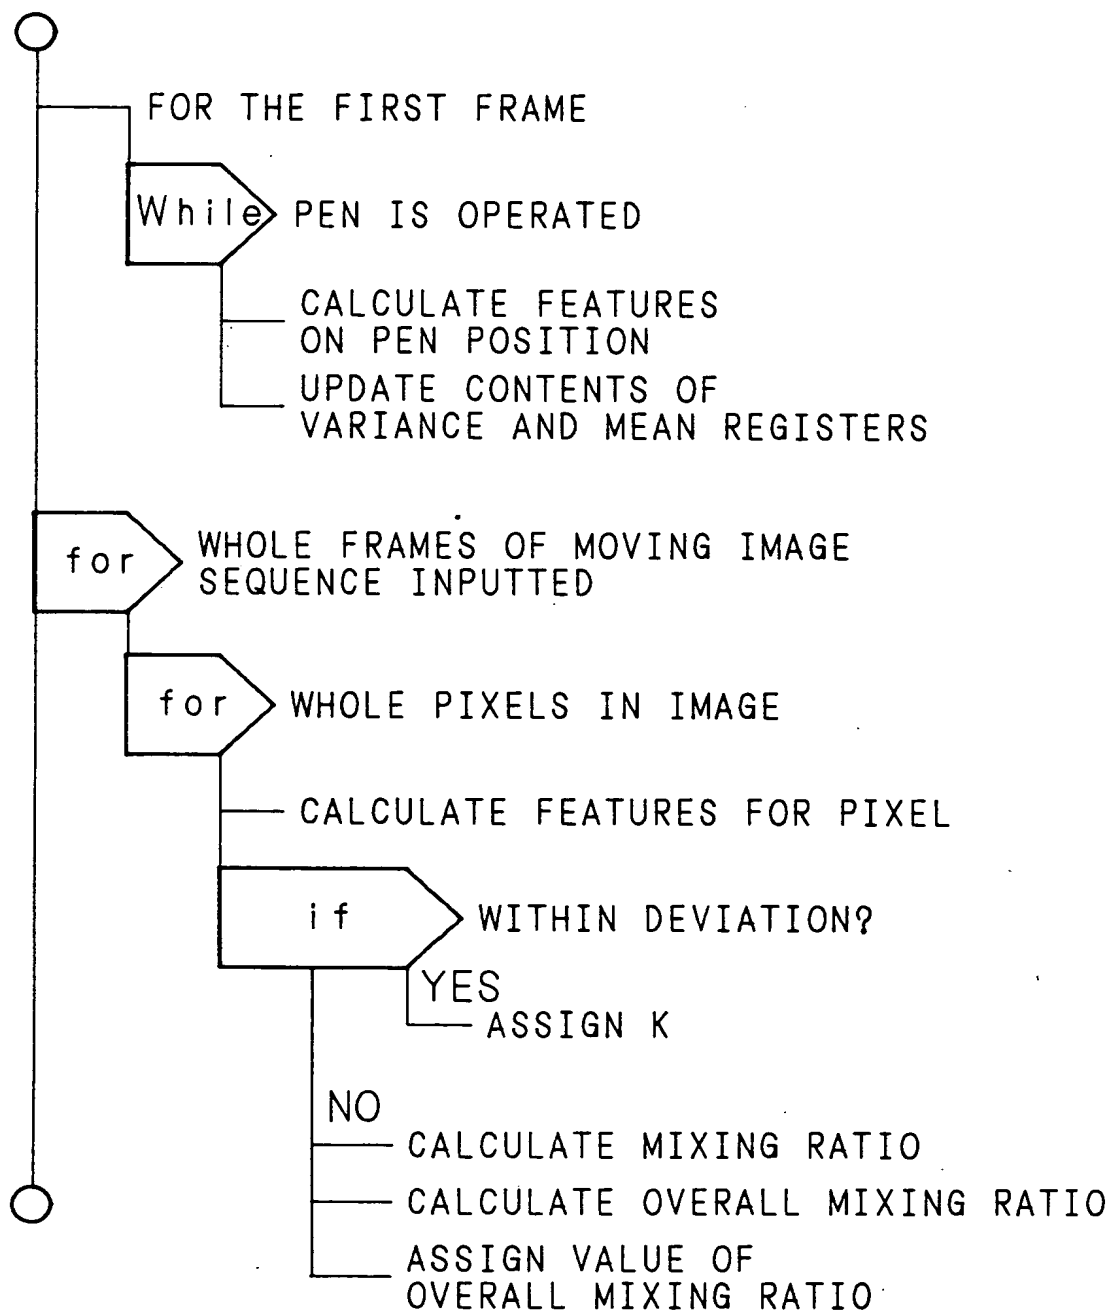 FOR THE FIRST FRAME
While PEN IS OPERATED
CALCULATE FEATURES
ON PEN POSITION
UPDATE CONTENTS OF
VARIANCE AND MEAN REGISTERS
for WHOLE FRAMES OF MOVING IMAGE
SEQUENCE INPUTTED
for WHOLE PIXELS IN IMAGE
CALCULATE FEATURES FOR PIXEL
if WITHIN DEVIATION?
YES
ASSIGN K
NO
CALCULATE MIXING RATIO
CALCULATE OVERALL MIXING RATIO
ASSIGN VALUE OF
OVERALL MIXING RATIO